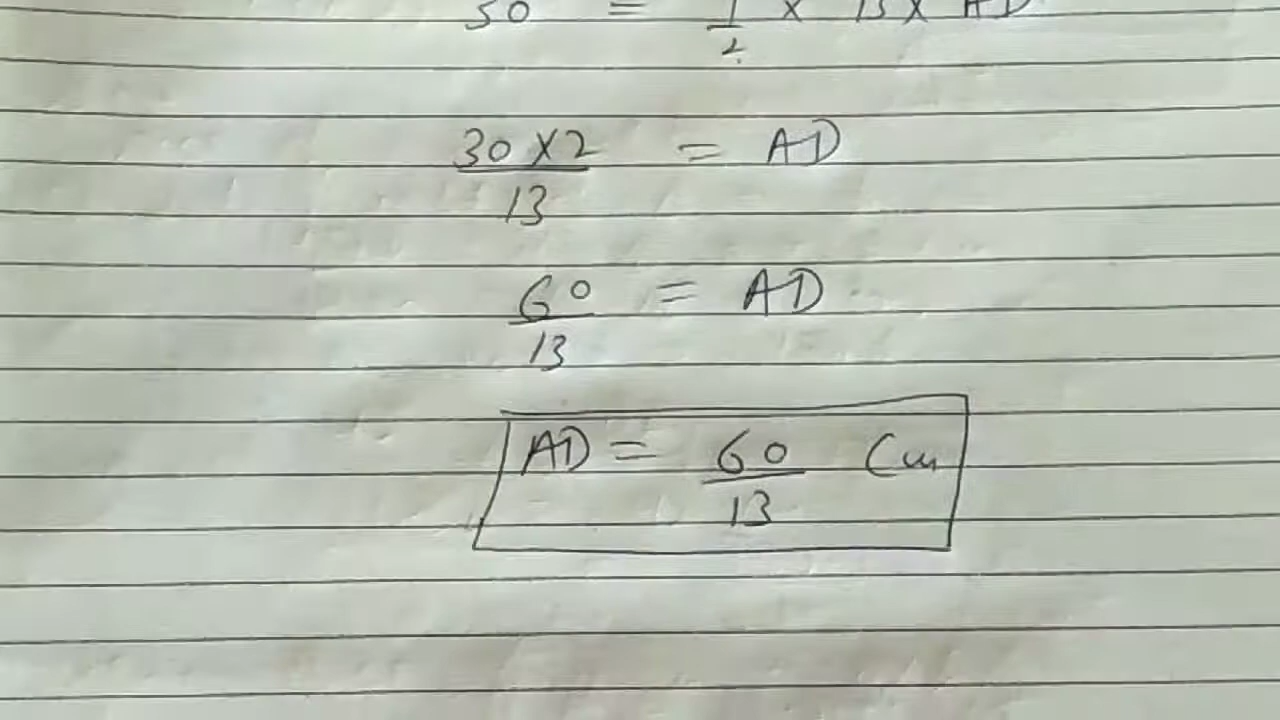 30 = 1/2 × 13 × AD
30 × 2 / 13 = AD
60 / 13 = AD
AD = 60 / 13 Cm